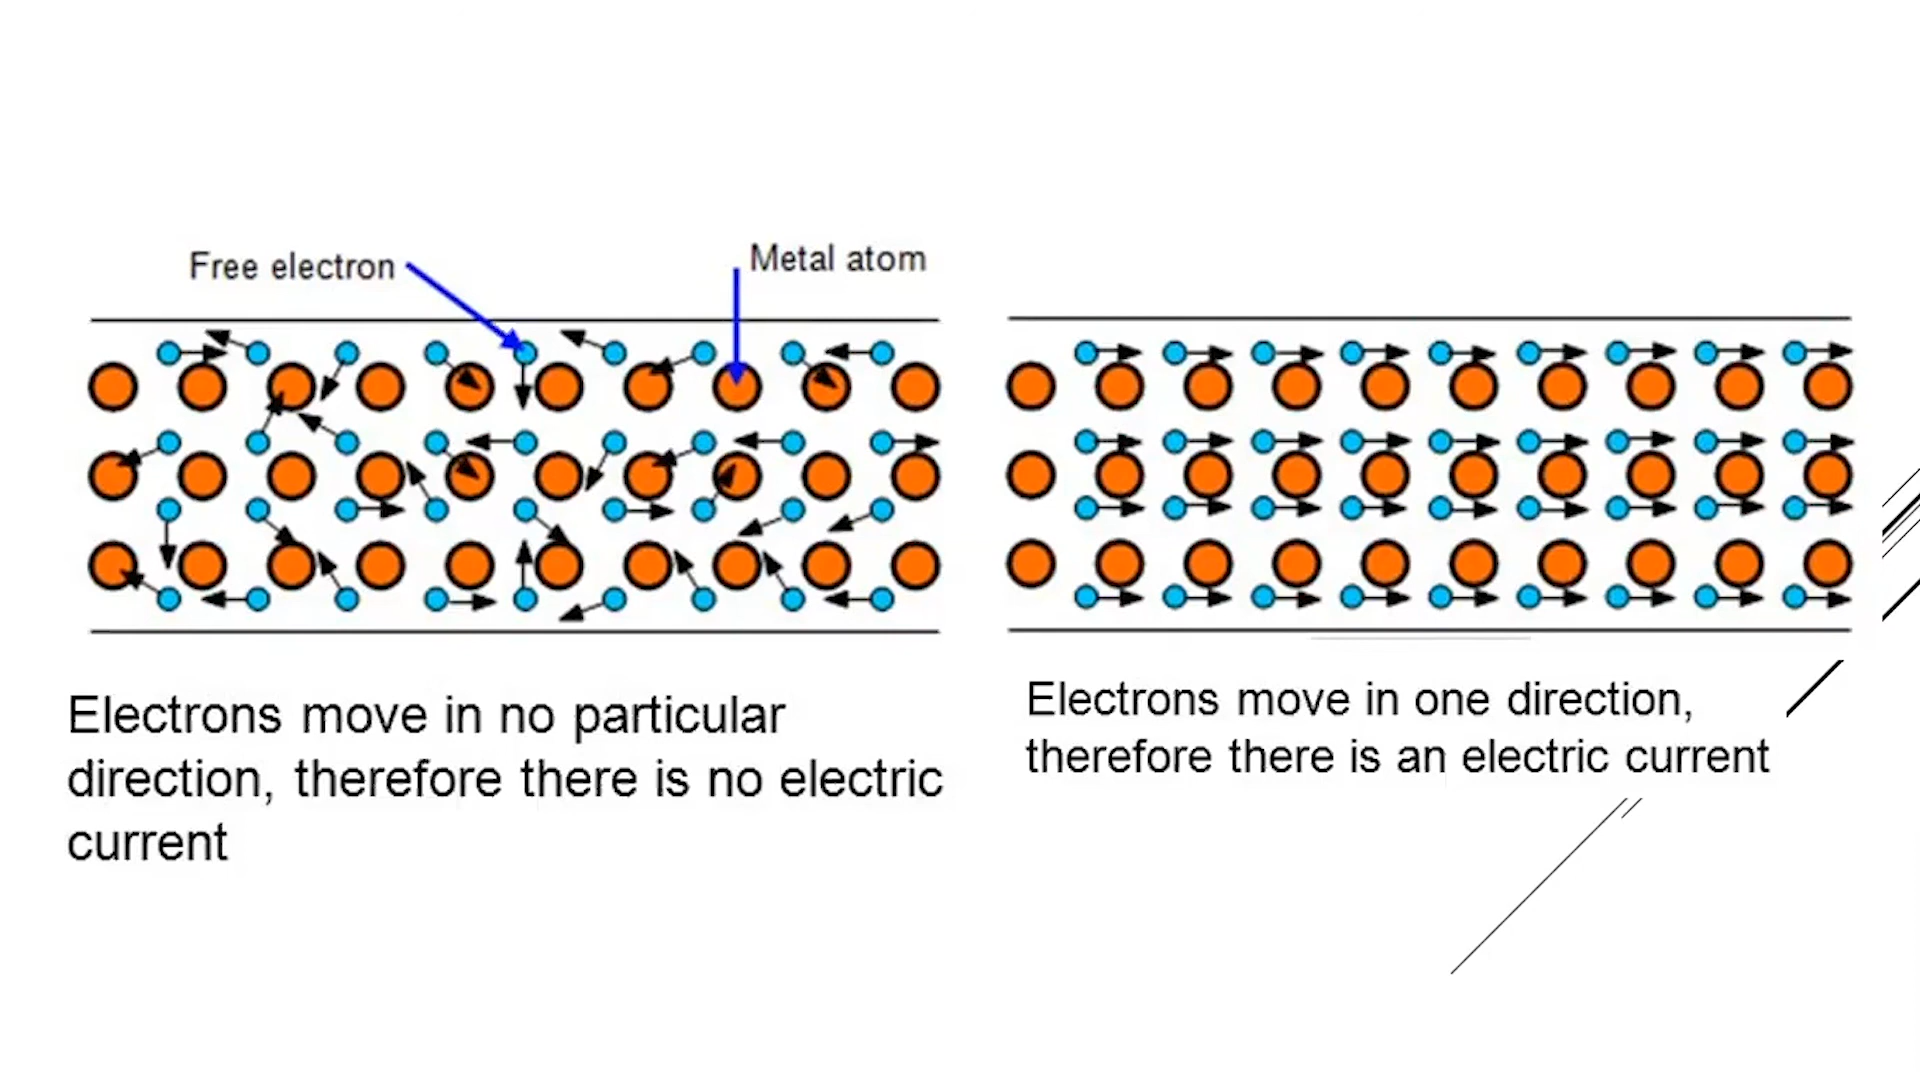 Free electron
Metal atom
Electrons move in no particular
direction, therefore there is no electric
current
Electrons move in one direction,
therefore there is an electric current